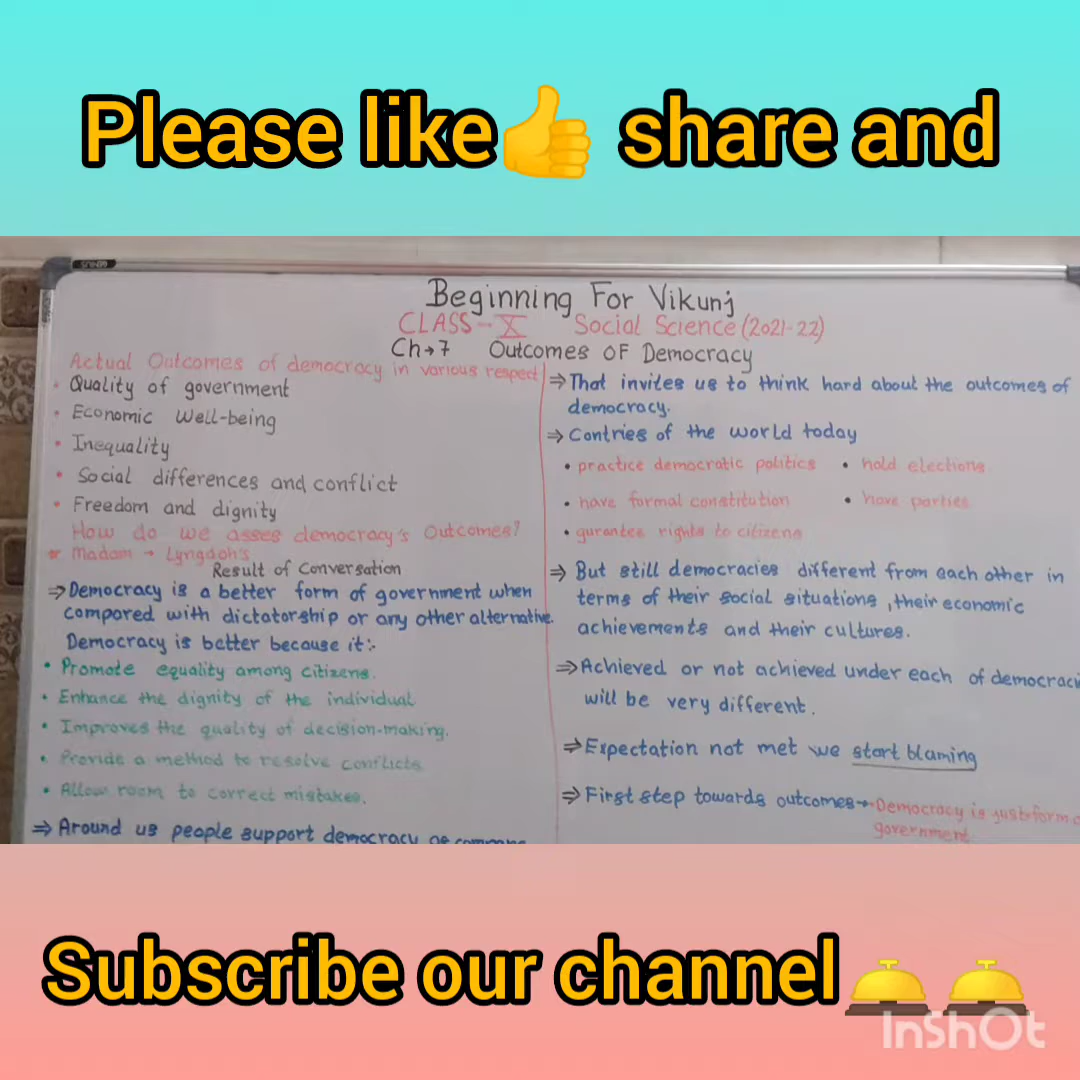 Please like👍 share and
Beginning For Vikunj
CLASS-X Social Science (2021-22)
Ch→7 Outcomes OF Democracy
Actual Outcomes of democracy in various respect
• Quality of government
• Economic Well-being
• Inequality
• Social differences and conflict
• Freedom and dignity
How do we asses democracy's Outcomes?
Madam → Lyngdoh's
Result of Conversation
⇒ Democracy is a better form of government when
compared with dictatorship or any other alternative.
Democracy is better because it:-
• Promote equality among citizens.
• Enhance the dignity of the individual
• Improves the quality of decision-making.
• Provide a method to resolve conflicts
• Allow room to correct mistakes.
⇒ Around us people support democracy
⇒ That invites us to think hard about the outcomes of
democracy.
⇒ Contries of the world today
• practice democratic politics • hold elections
• have formal constitution • have parties
• gurantee rights to citizens
⇒ But still democracies different from each other in
terms of their social situations, their economic
achievements and their cultures.
⇒ Achieved or not achieved under each of democraci
will be very different.
⇒ Expectation not met we start blaming
⇒ First step towards outcomes → Democracy is just form
government
Subscribe our channel🛎️🛎️
InShOt